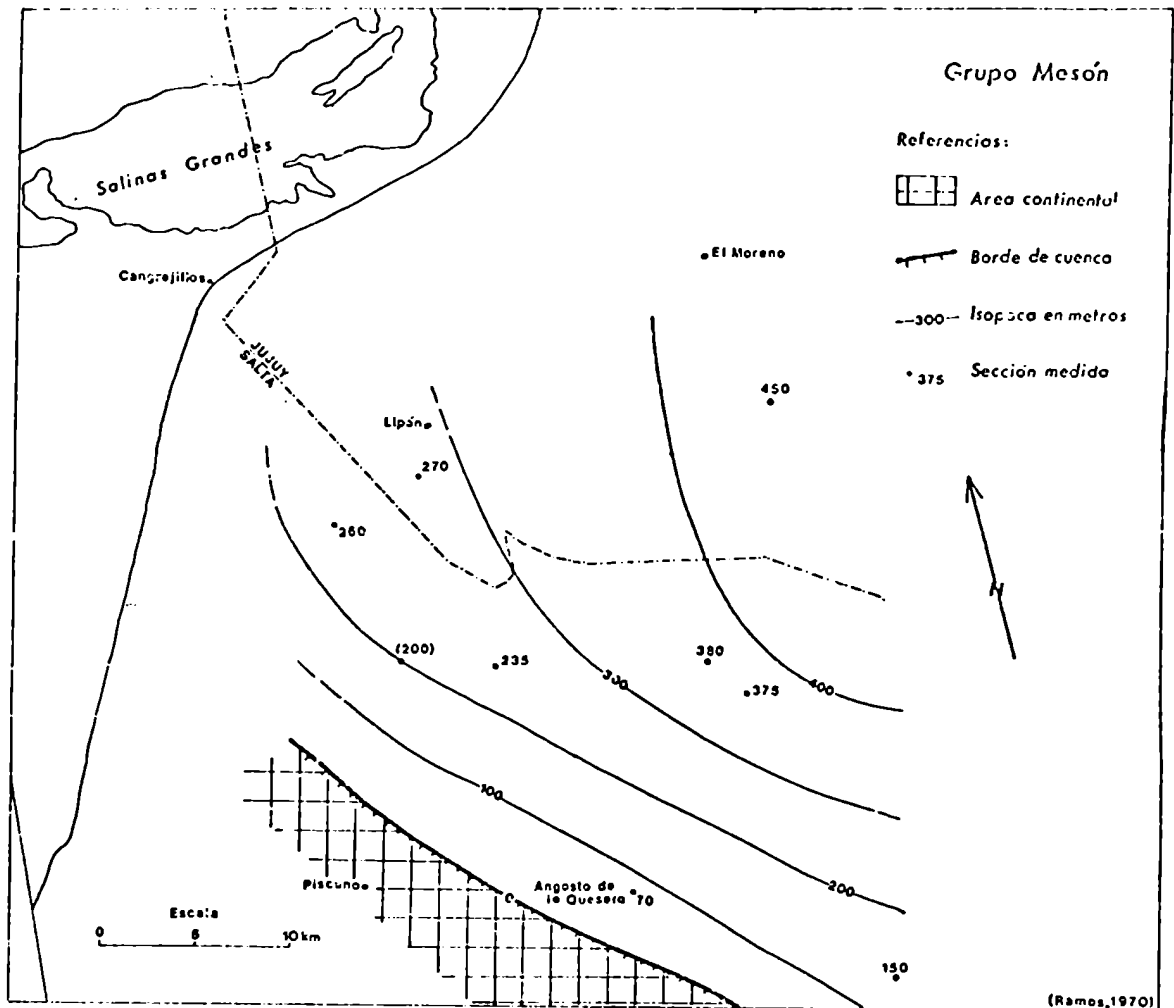 Grupo Mesón
Referencias:
Area continental
Borde de cuenca
—300— Isopaca en metros
•375 Sección medida
Salinas Grandes
Cangrejillos
El Moreno
JUJUY
SALTA
450
Lipán
270
260
(200)
235
380
375
300
400
100
200
Piscuno
0
Angosto de
la Quesera
70
150
Escala
0 5 10 km
N
(Ramos, 1970)